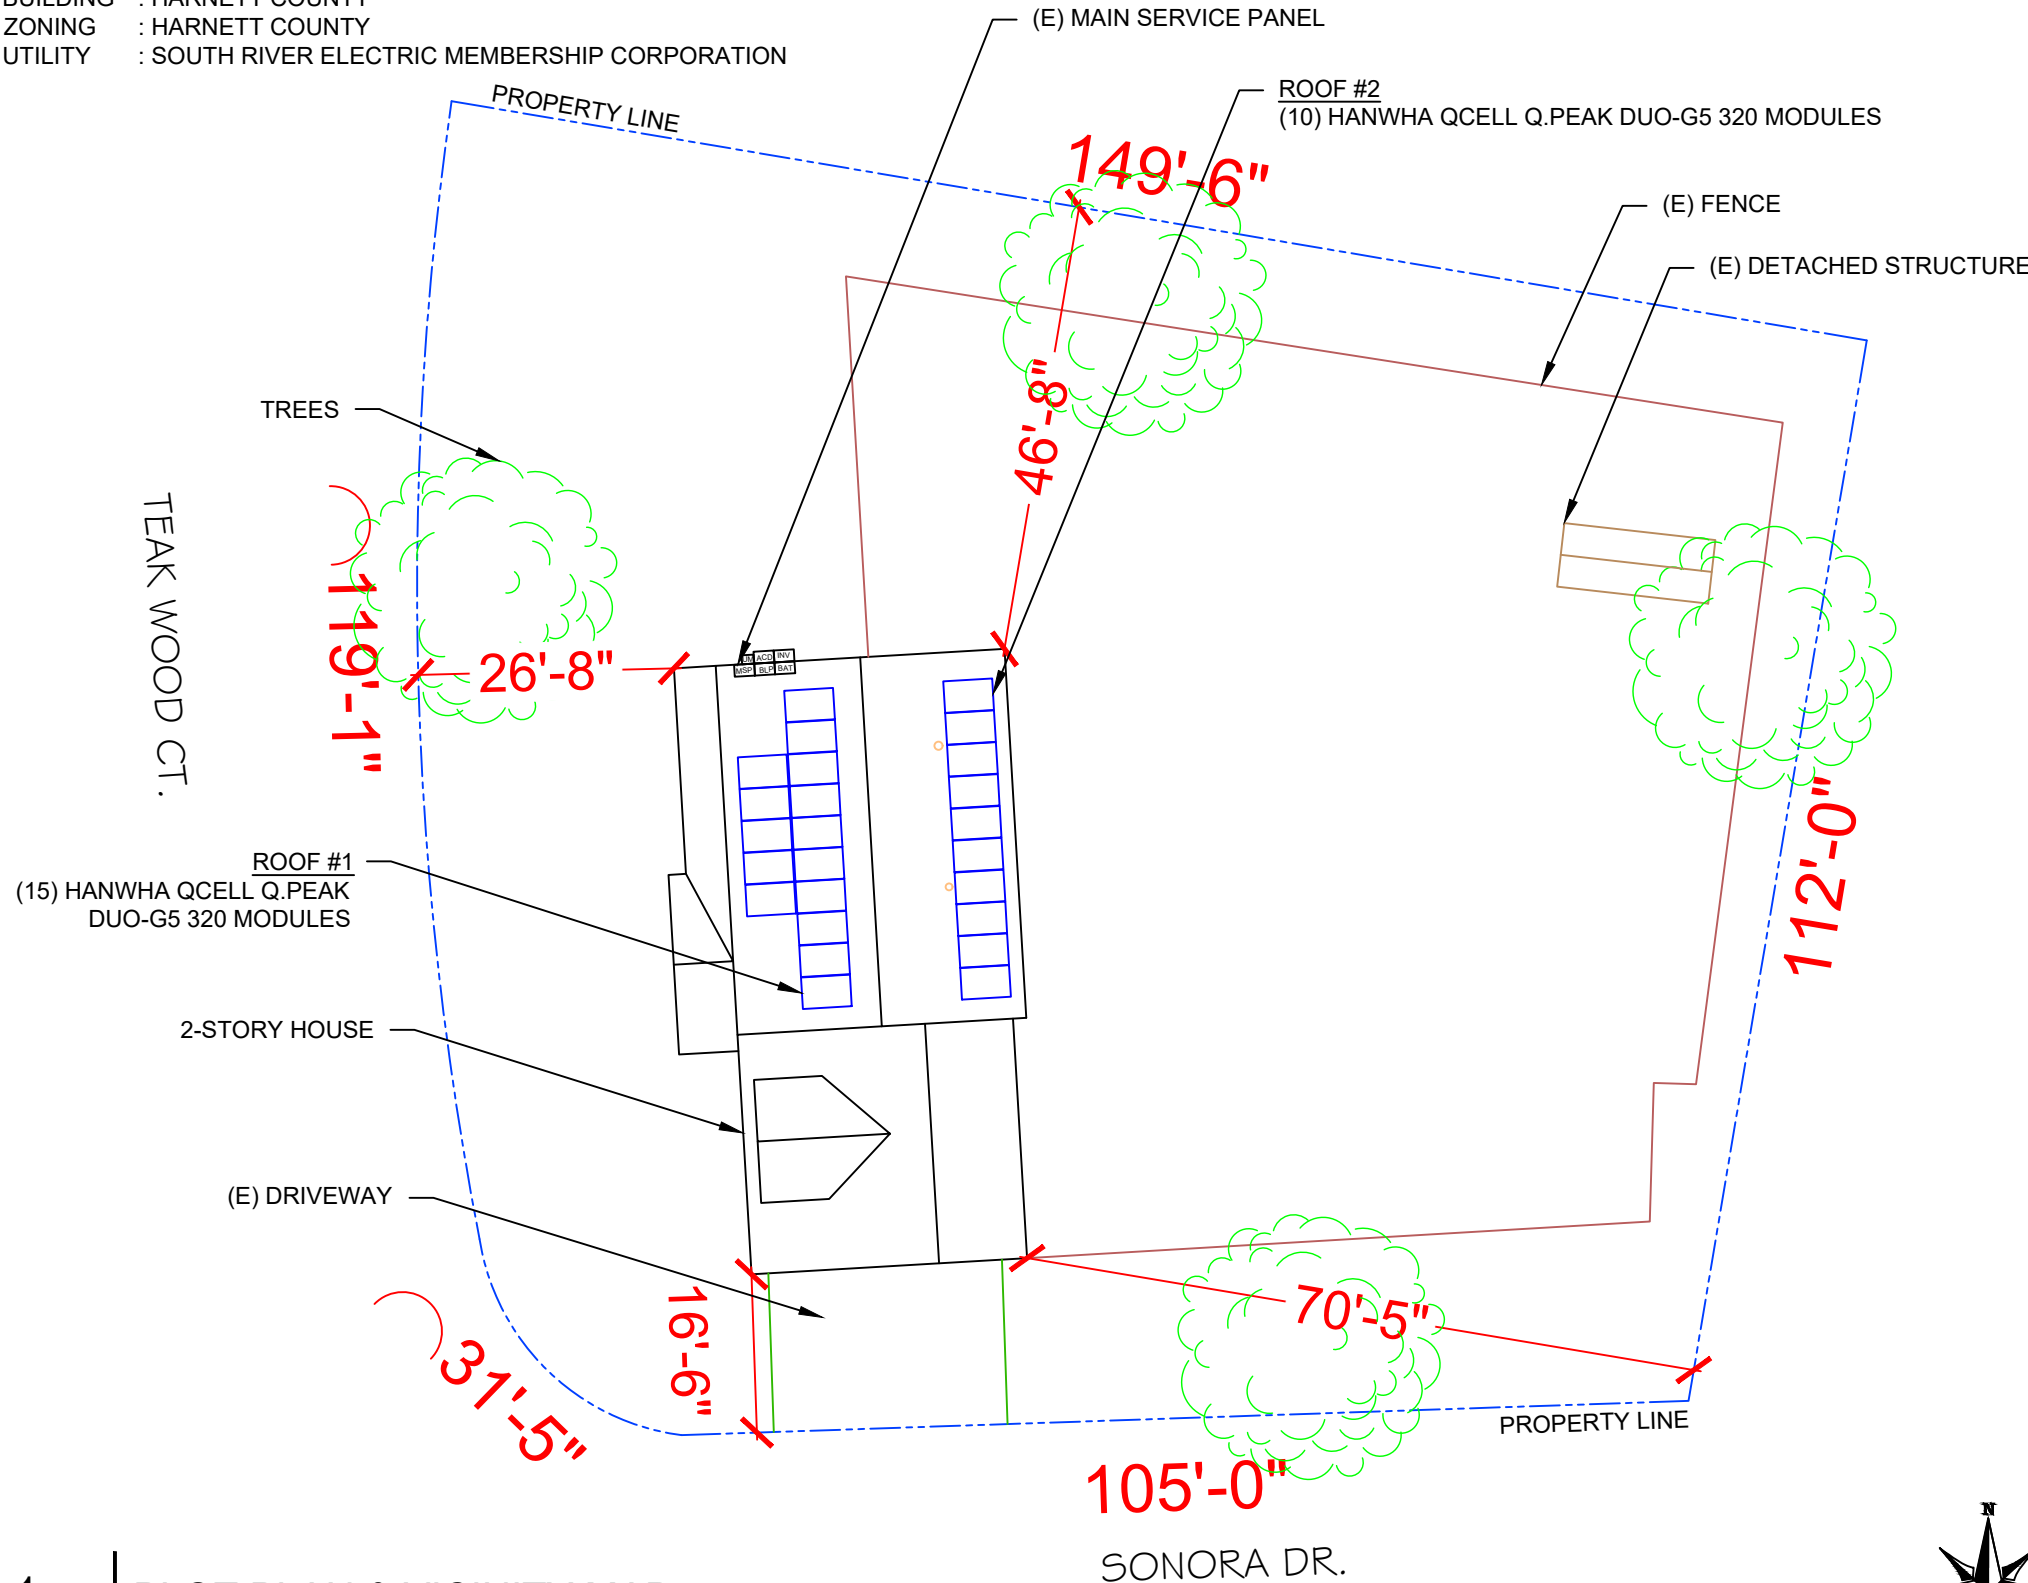 BUILDING : HARNETT COUNTY
ZONING : HARNETT COUNTY
UTILITY : SOUTH RIVER ELECTRIC MEMBERSHIP CORPORATION
(E) MAIN SERVICE PANEL
ROOF #2
(10) HANWHA QCELL Q.PEAK DUO-G5 320 MODULES
PROPERTY LINE
149'-6"
(E) FENCE
(E) DETACHED STRUCTURE
TREES
46'-8"
TEAK WOOD CT.
119'-1"
26'-8"
ACD INV
MSP BLP BAT
112'-0"
ROOF #1
(15) HANWHA QCELL Q.PEAK
DUO-G5 320 MODULES
2-STORY HOUSE
(E) DRIVEWAY
16'-6"
70'-5"
31'-5"
PROPERTY LINE
105'-0"
SONORA DR.
N